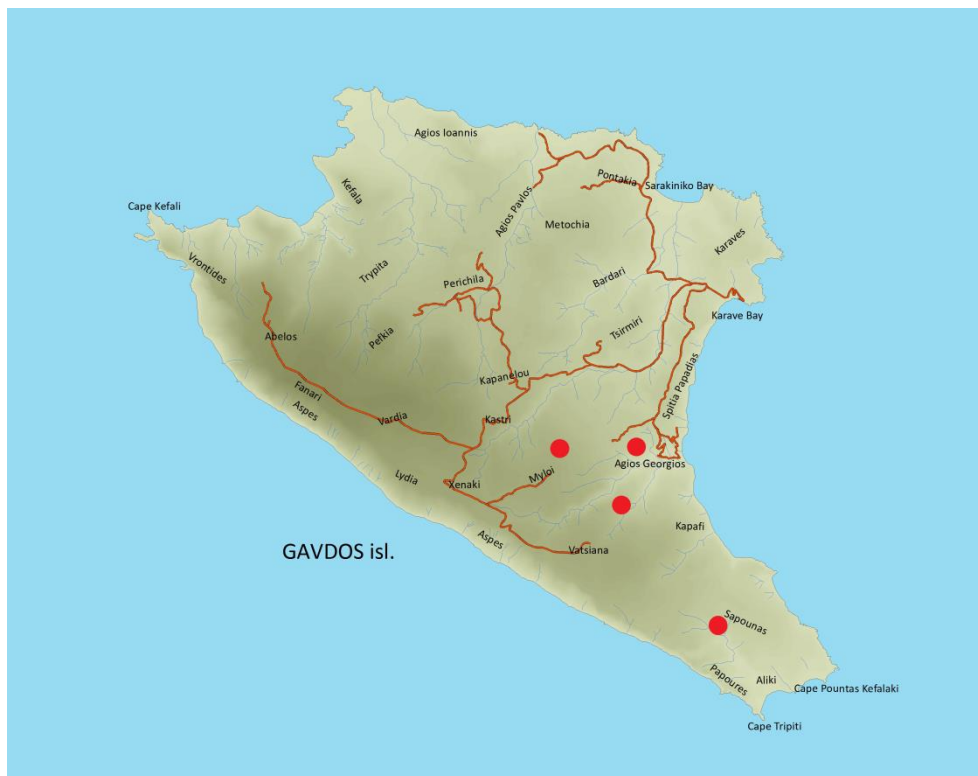 Agios Ioannis
Pontakia
Sarakiniko Bay
Kefala
Cape Kefali
Agios Pavlos
Metochia
Karaves
Vrontides
Trypita
Perichila
Bardari
Karave Bay
Abelos
Pefkia
Tsirmiri
Kapanelou
Spitia Papadias
Fanari
Aspes
Vardia
Kastri
Agios Georgios
Lydia
Xenaki
Myloi
Kapafi
Aspes
Vatsiana
GAVDOS isl.
Sapounas
Papoures
Aliki
Cape Pountas Kefalaki
Cape Tripiti